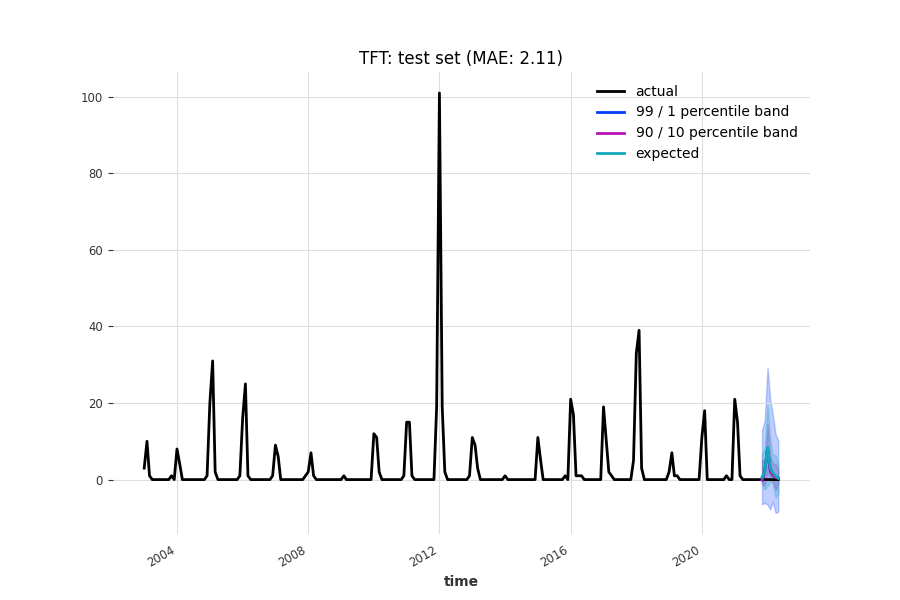 TFT: test set (MAE: 2.11)
actual
99 / 1 percentile band
90 / 10 percentile band
expected
100
80
60
40
20
0
2004
2008
2012
2016
2020
time